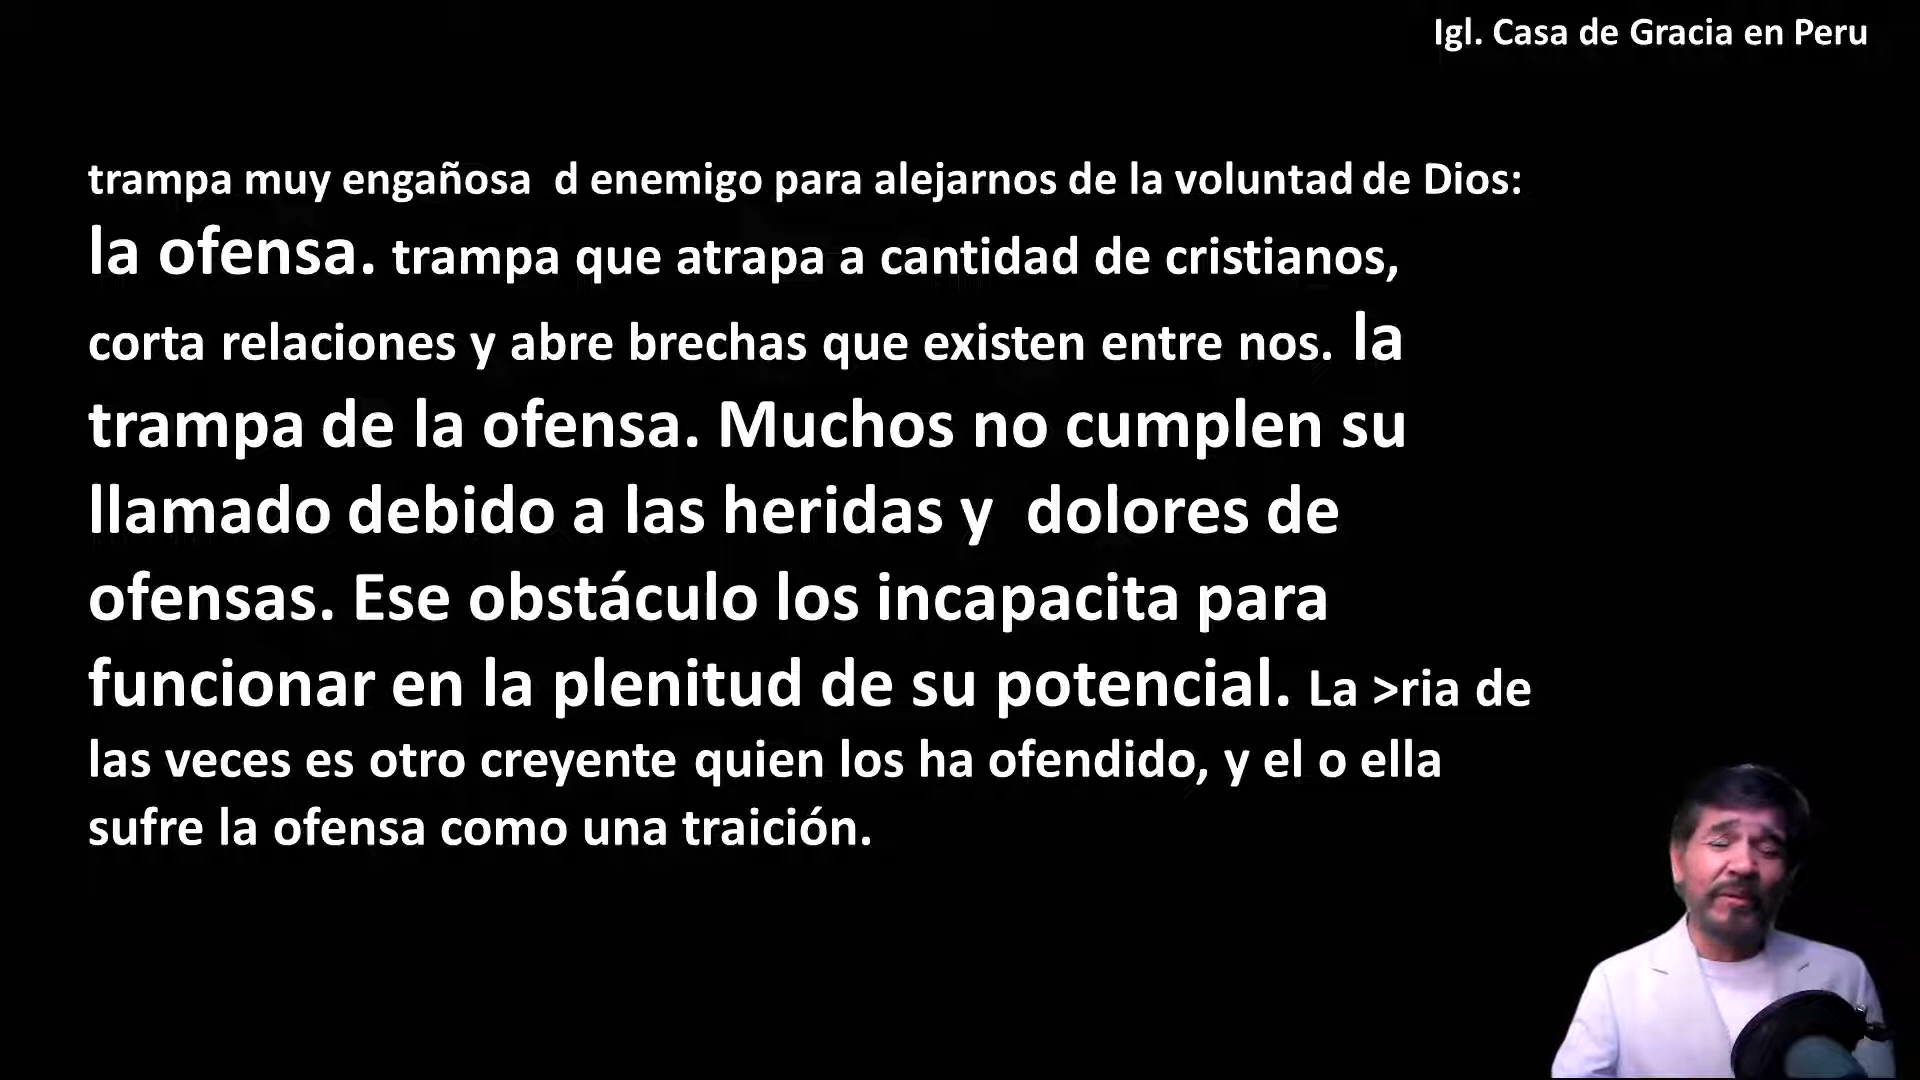 Igl. Casa de Gracia en Peru
trampa muy engañosa  d enemigo para alejarnos de la voluntad de Dios:
la ofensa. trampa que atrapa a cantidad de cristianos,
corta relaciones y abre brechas que existen entre nos. la
trampa de la ofensa. Muchos no cumplen su
llamado debido a las heridas y  dolores de
ofensas. Ese obstáculo los incapacita para
funcionar en la plenitud de su potencial. La >ria de
las veces es otro creyente quien los ha ofendido, y el o ella
sufre la ofensa como una traición.